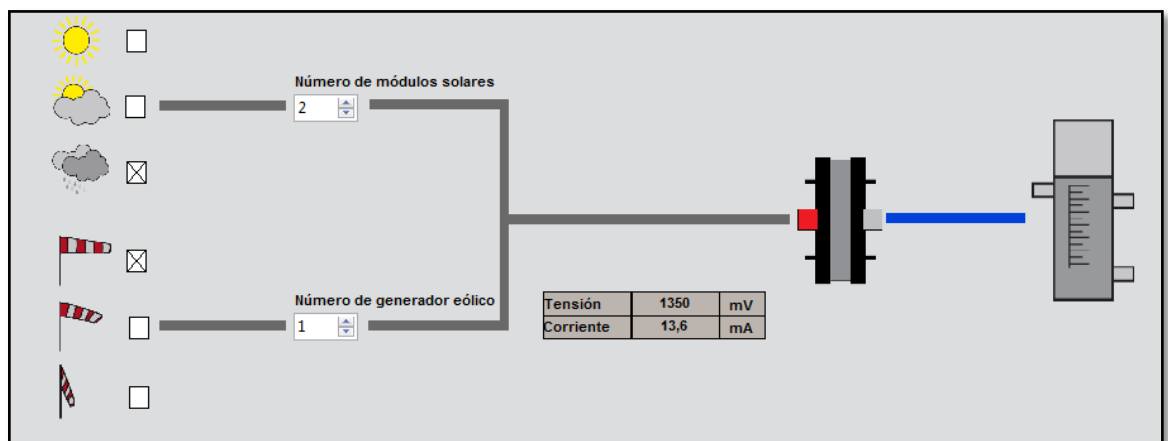 Número de módulos solares
2
Número de generador eólico
1
Tensión 1350 mV
Corriente 13,6 mA